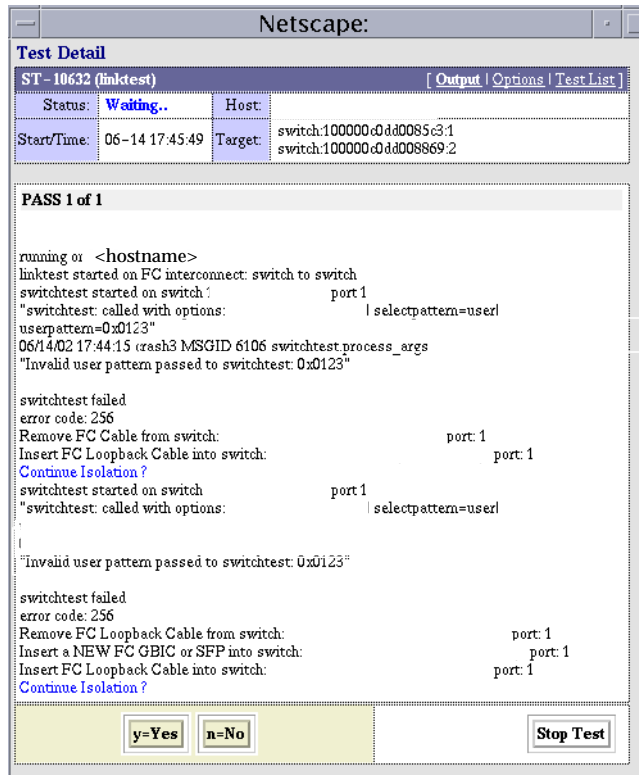 Netscape:
Test Detail
ST-10632 (linktest) [ Output | Options | Test List ]
Status: Waiting.. Host:
Start/Time: 06-14 17:45:49 Target: switch:100000c0dd0085c3:1
switch:100000c0dd008869:2
PASS 1 of 1
running on <hostname>
linktest started on FC interconnect: switch to switch
switchtest started on switch port 1
"switchtest: called with options: | selectpattern=user|
userpattern=0x0123"
06/14/02 17:44:15 crash3 MSGID 6106 switchtest.process_args
"Invalid user pattern passed to switchtest: 0x0123"
switchtest failed
error code: 256
Remove FC Cable from switch: port: 1
Insert FC Loopback Cable into switch: port: 1
Continue Isolation ?
switchtest started on switch port 1
"switchtest: called with options: | selectpattern=user|
"Invalid user pattern passed to switchtest: 0x0123"
switchtest failed
error code: 256
Remove FC Loopback Cable from switch: port: 1
Insert a NEW FC GBIC or SFP into switch: port: 1
Insert FC Loopback Cable into switch: port: 1
Continue Isolation ?
y=Yes n=No Stop Test